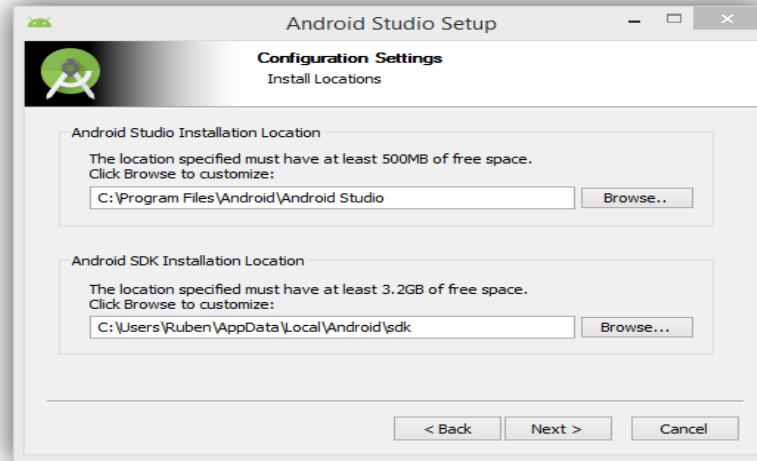 Android Studio Setup
Configuration Settings
Install Locations
Android Studio Installation Location
The location specified must have at least 500MB of free space.
Click Browse to customize:
C:\Program Files\Android\Android Studio
Browse..
Android SDK Installation Location
The location specified must have at least 3.2GB of free space.
Click Browse to customize:
C:\Users\Ruben\AppData\Local\Android\sdk
Browse...
< Back
Next >
Cancel